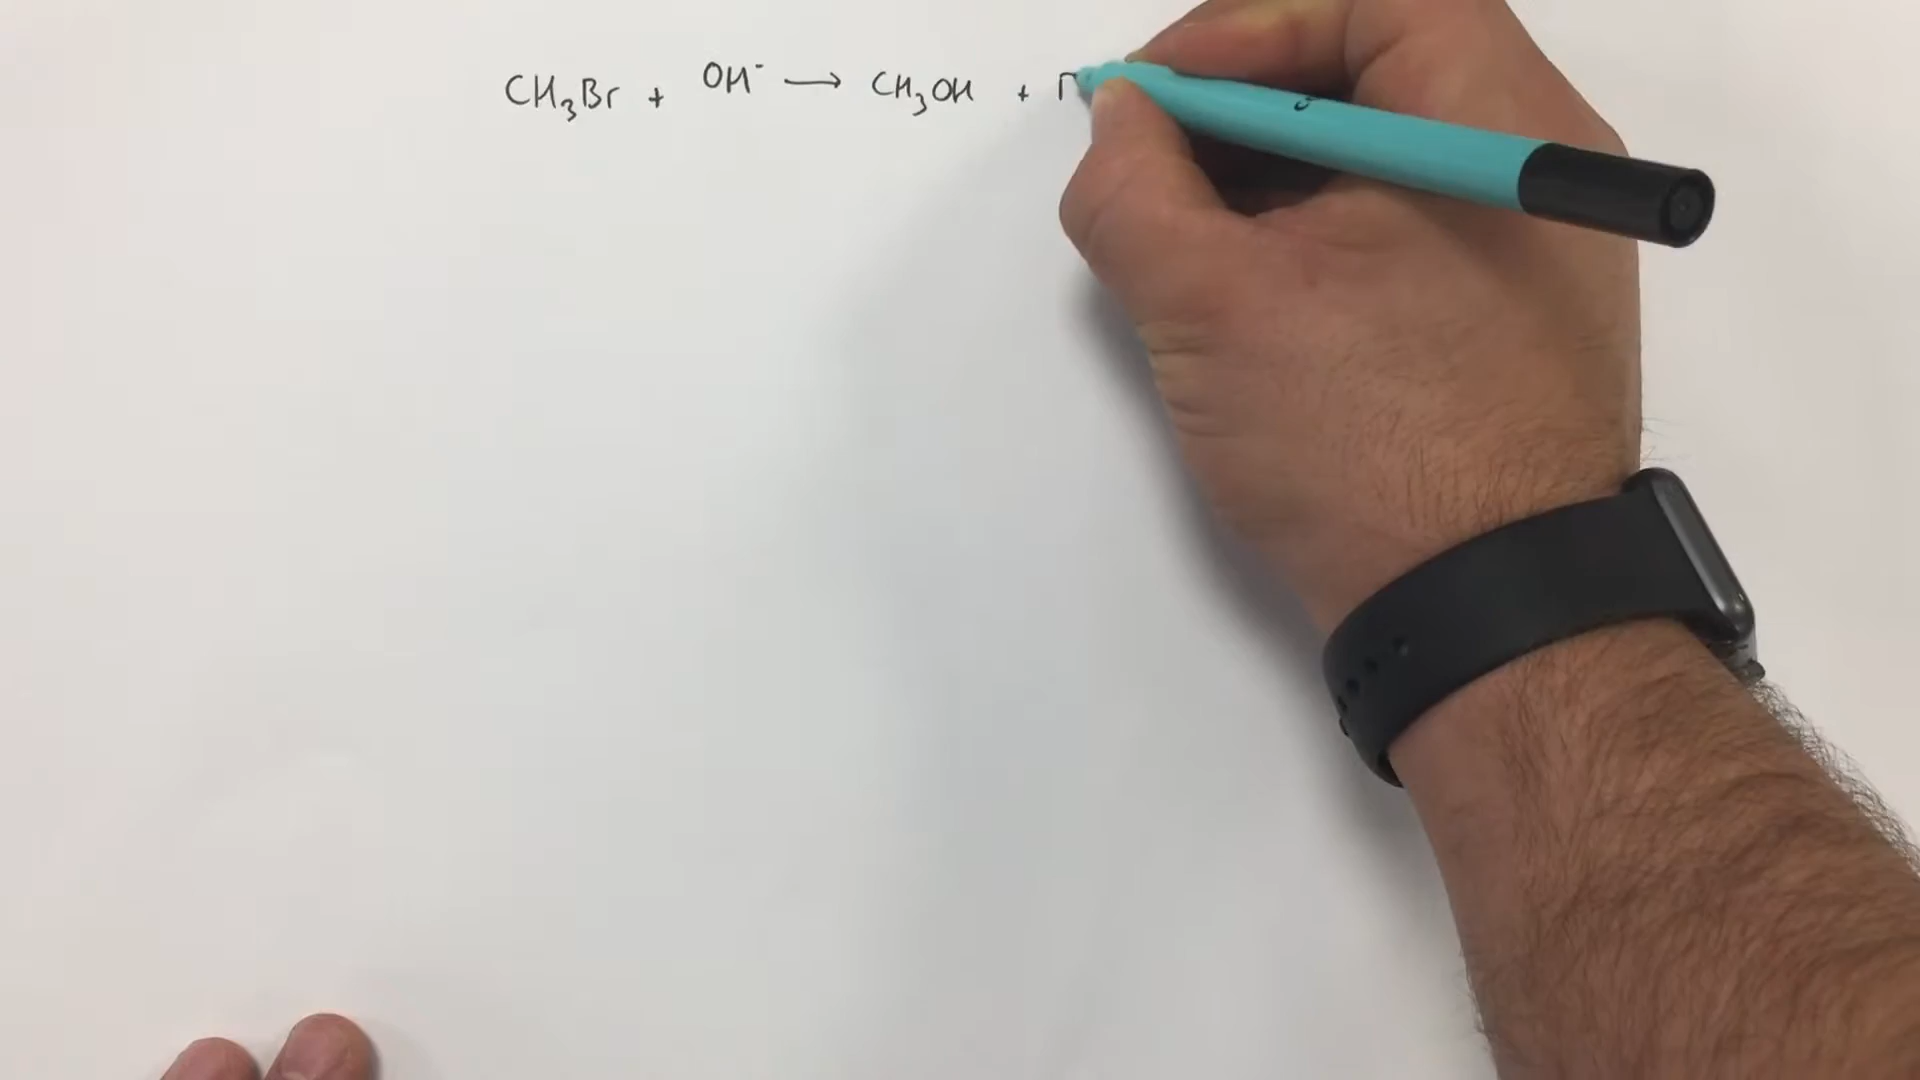 CH₃Br + OH⁻ → CH₃OH +